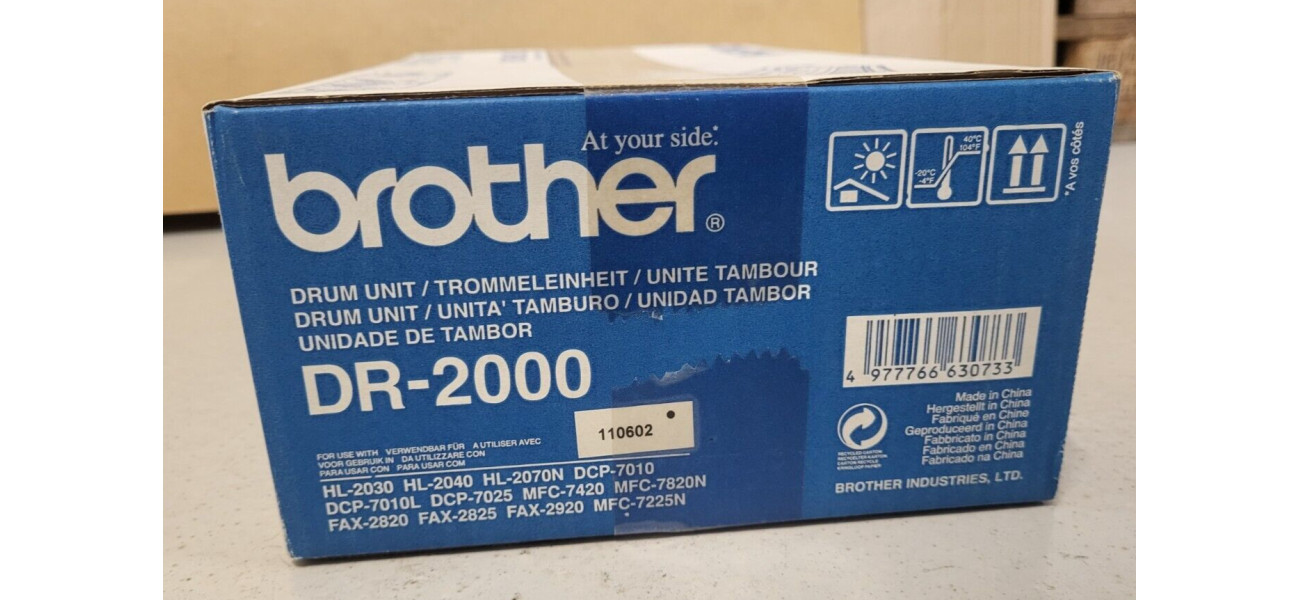 At your side.*
brother®
-20°C
-4°F
40°C
104°F
*A vos côtés
DRUM UNIT / TROMMELEINHEIT / UNITE TAMBOUR
DRUM UNIT / UNITA' TAMBURO / UNIDAD TAMBOR
UNIDADE DE TAMBOR
DR-2000
110602
FOR USE WITH VERWENDBAR FÜR A UTILISER AVEC
VOOR GEBRUIK IN DA UTILIZZARE CON
PARA USAR CON PARA USAR COM
HL-2030 HL-2040 HL-2070N DCP-7010
DCP-7010L DCP-7025 MFC-7420 MFC-7820N
FAX-2820 FAX-2825 FAX-2920 MFC-7225N
4 977766 630733
Made in China
Hergestellt in China
Fabriqué en Chine
Geproduceerd in China
Fabbricato in China
Fabricado en China
Fabricado na China
CARTON RECYCLE
BROTHER INDUSTRIES, LTD.